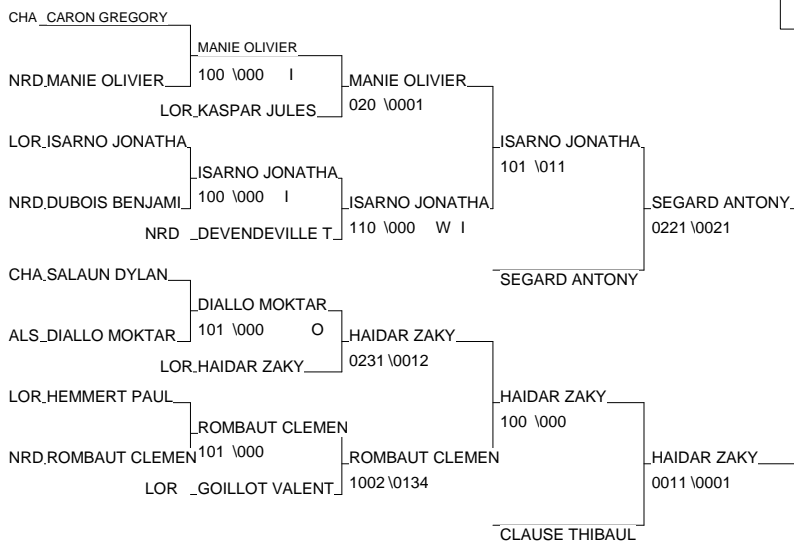 CHA CARON GREGORY
MANIE OLIVIER
NRD MANIE OLIVIER 100 \000 I MANIE OLIVIER
LOR KASPAR JULES 020 \0001
LOR ISARNO JONATHA ISARNO JONATHA
ISARNO JONATHA 101 \011
NRD DUBOIS BENJAMI 100 \000 I ISARNO JONATHA SEGARD ANTONY
NRD DEVENDEVILLE T 110 \000 W I 0221 \0021
CHA SALAUN DYLAN SEGARD ANTONY
DIALLO MOKTAR
ALS DIALLO MOKTAR 101 \000 O HAIDAR ZAKY
LOR HAIDAR ZAKY 0231 \0012
LOR HEMMERT PAUL HAIDAR ZAKY
ROMBAUT CLEMEN 100 \000
NRD ROMBAUT CLEMEN 101 \000 ROMBAUT CLEMEN HAIDAR ZAKY
LOR GOILLOT VALENT 1002 \0134 0011 \0001
CLAUSE THIBAUL